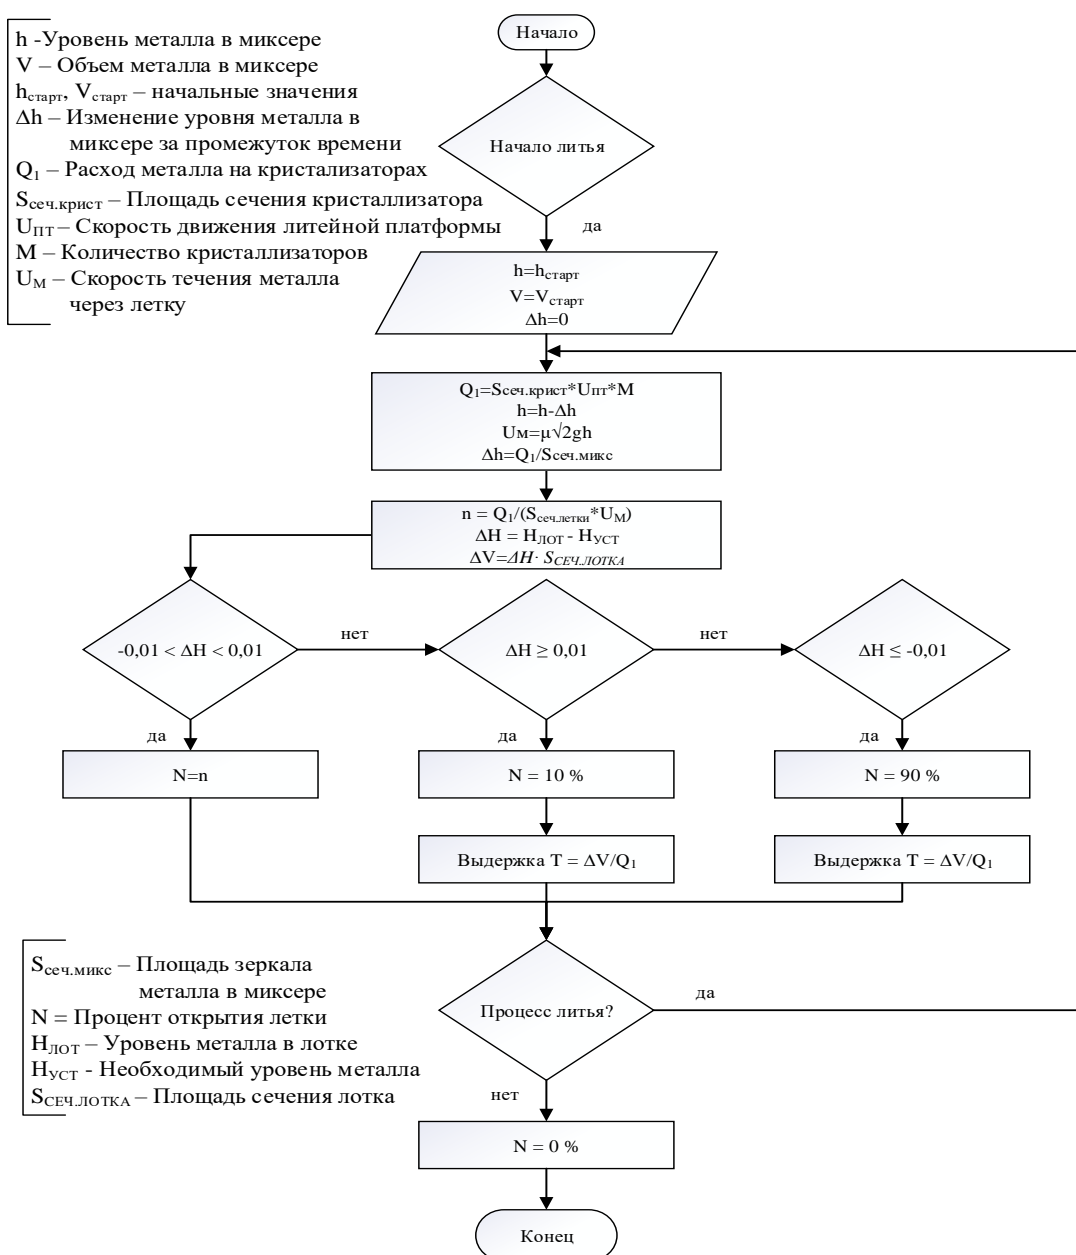 h -Уровень металла в миксере
V – Объем металла в миксере
hстарт, Vстарт – начальные значения
Δh – Изменение уровня металла в
миксере за промежуток времени
Q1 – Расход металла на кристализаторах
Sсеч.крист – Площадь сечения кристаллизатора
UПТ – Скорость движения литейной платформы
М – Количество кристаллизаторов
UМ – Скорость течения металла
через летку
Начало
Начало литья
да
h=hстарт
V=Vстарт
Δh=0
Q1=Sсеч.крист*Uпт*M
h=h-Δh
Uм=μ√2gh
Δh=Q1/Sсеч.микс
n = Q1/(Sсеч.летки*UМ)
ΔH = HЛОТ - HУСТ
ΔV=ΔH· SСЕЧ.ЛОТКА
-0,01 < ΔH < 0,01
нет
ΔH ≥ 0,01
нет
ΔH ≤ -0,01
да
да
да
N=n
N = 10 %
N = 90 %
Выдержка T = ΔV/Q1
Выдержка T = ΔV/Q1
Sсеч.микс – Площадь зеркала
металла в миксере
N = Процент открытия летки
HЛОТ – Уровень металла в лотке
HУСТ - Необходимый уровень металла
SСЕЧ.ЛОТКА – Площадь сечения лотка
Процесс литья?
да
нет
N = 0 %
Конец